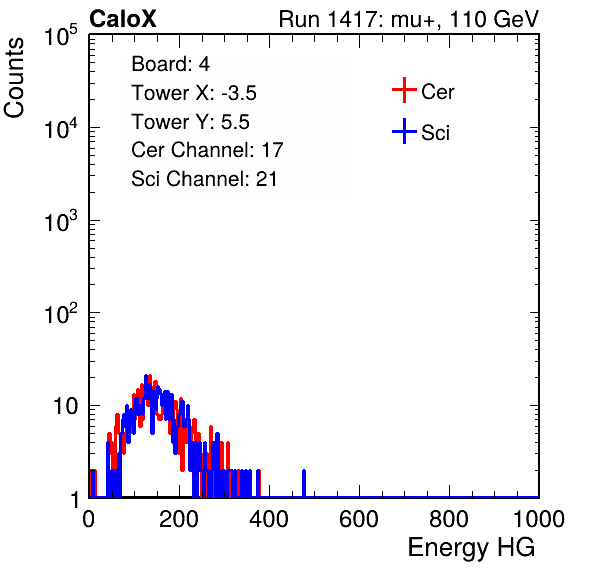 CaloX Run 1417: mu+, 110 GeV
Board: 4
Tower X: -3.5
Tower Y: 5.5
Cer Channel: 17
Sci Channel: 21
Cer
Sci
Counts
10^5
10^4
10^3
10^2
10
1
0 200 400 600 800 1000
Energy HG